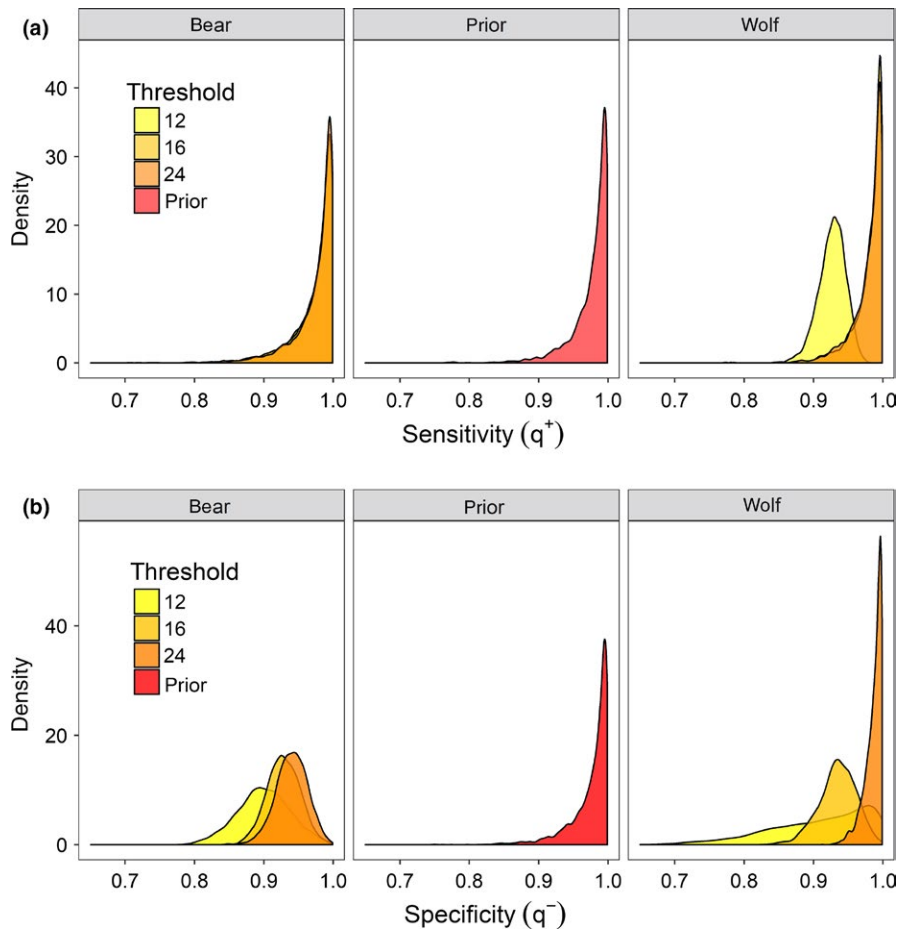 (a)
Bear
Prior
Wolf
Threshold
12
16
24
Prior
Density
40
30
20
10
0
0.7 0.8 0.9 1.0
0.7 0.8 0.9 1.0
0.7 0.8 0.9 1.0
Sensitivity (q⁺)
(b)
Bear
Prior
Wolf
Threshold
12
16
24
Prior
Density
40
20
0
0.7 0.8 0.9 1.0
0.7 0.8 0.9 1.0
0.7 0.8 0.9 1.0
Specificity (q⁻)